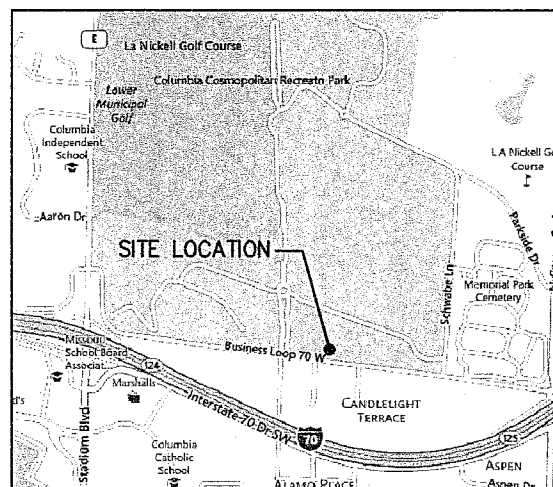 E
La Nickell Golf Course
Columbia Cosmopolitan Recreato Park
Lower
Municipal
Golf
Columbia
Independent
School
L A Nickell Go
Course
Aaron Dr
Parkside Dr
SITE LOCATION
Schwabe Ln
Memorial Park
Cemetery
Business Loop 70 W
Missouri
School Board
Associat.
124
Marshalls
Interstate 70 Dr SW
CANDLELIGHT
TERRACE
70
Stadium Blvd
125
Columbia
Catholic
School
ALAMO PLACE
ASPEN
Aspen Dr